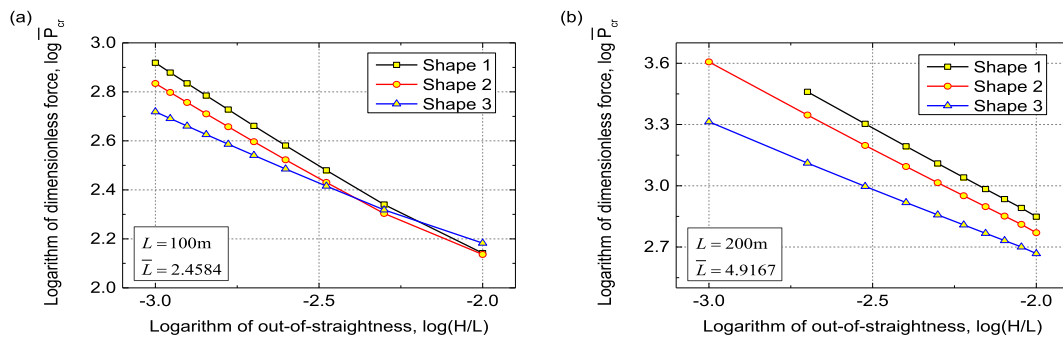 (a)
Logarithm of dimensionless force, log P̅cr
3.0
2.8
2.6
2.4
2.2
2.0
Shape 1
Shape 2
Shape 3
L = 100m
L̅ = 2.4584
-3.0
-2.5
-2.0
Logarithm of out-of-straightness, log(H/L)
(b)
Logarithm of dimensionless force, log P̅cr
3.6
3.3
3.0
2.7
Shape 1
Shape 2
Shape 3
L = 200m
L̅ = 4.9167
-3.0
-2.5
-2.0
Logarithm of out-of-straightness, log(H/L)